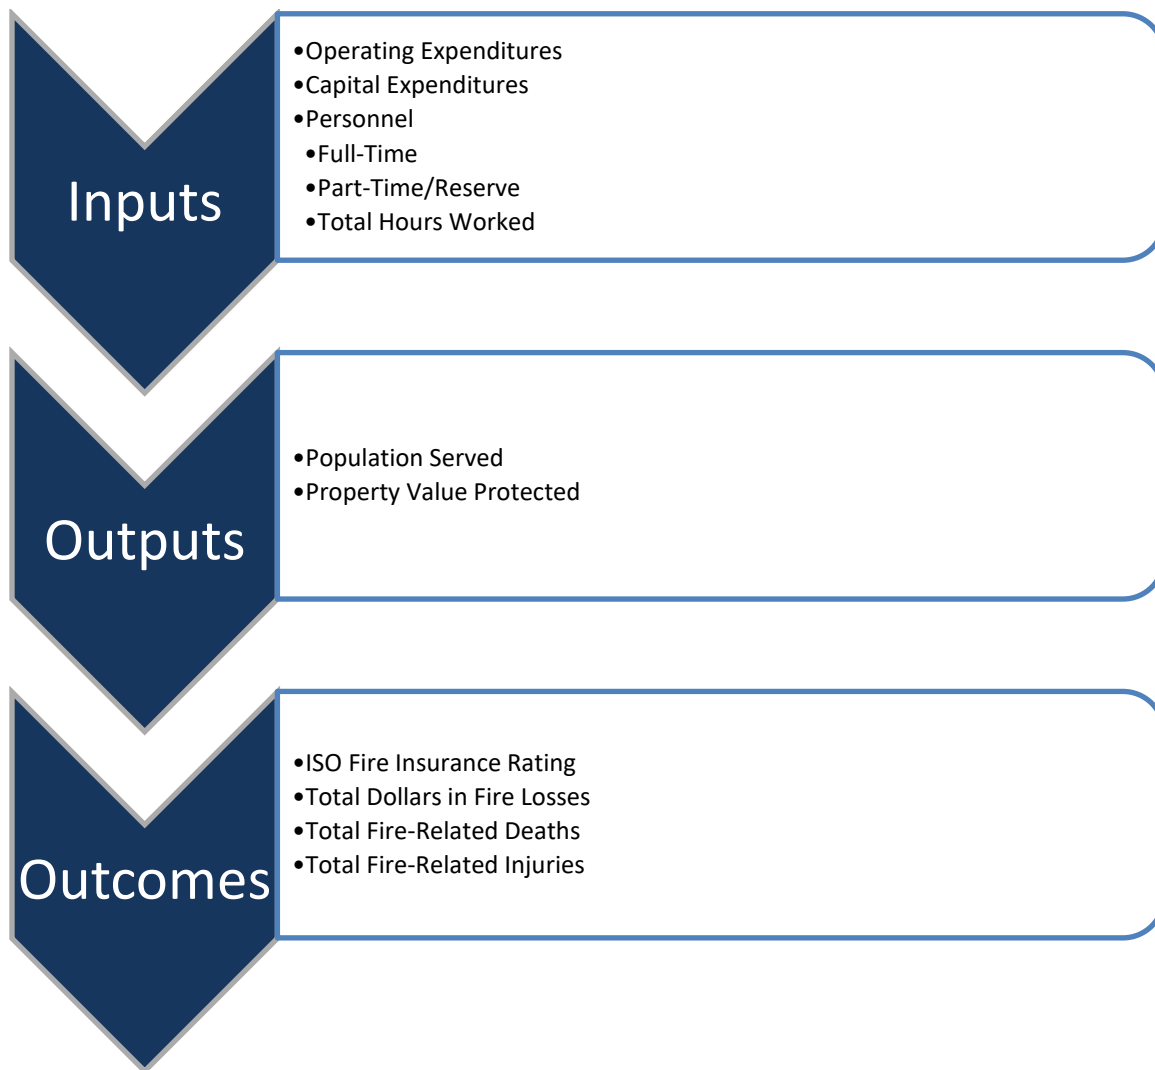 Inputs
•Operating Expenditures
•Capital Expenditures
•Personnel
•Full-Time
•Part-Time/Reserve
•Total Hours Worked
Outputs
•Population Served
•Property Value Protected
Outcomes
•ISO Fire Insurance Rating
•Total Dollars in Fire Losses
•Total Fire-Related Deaths
•Total Fire-Related Injuries